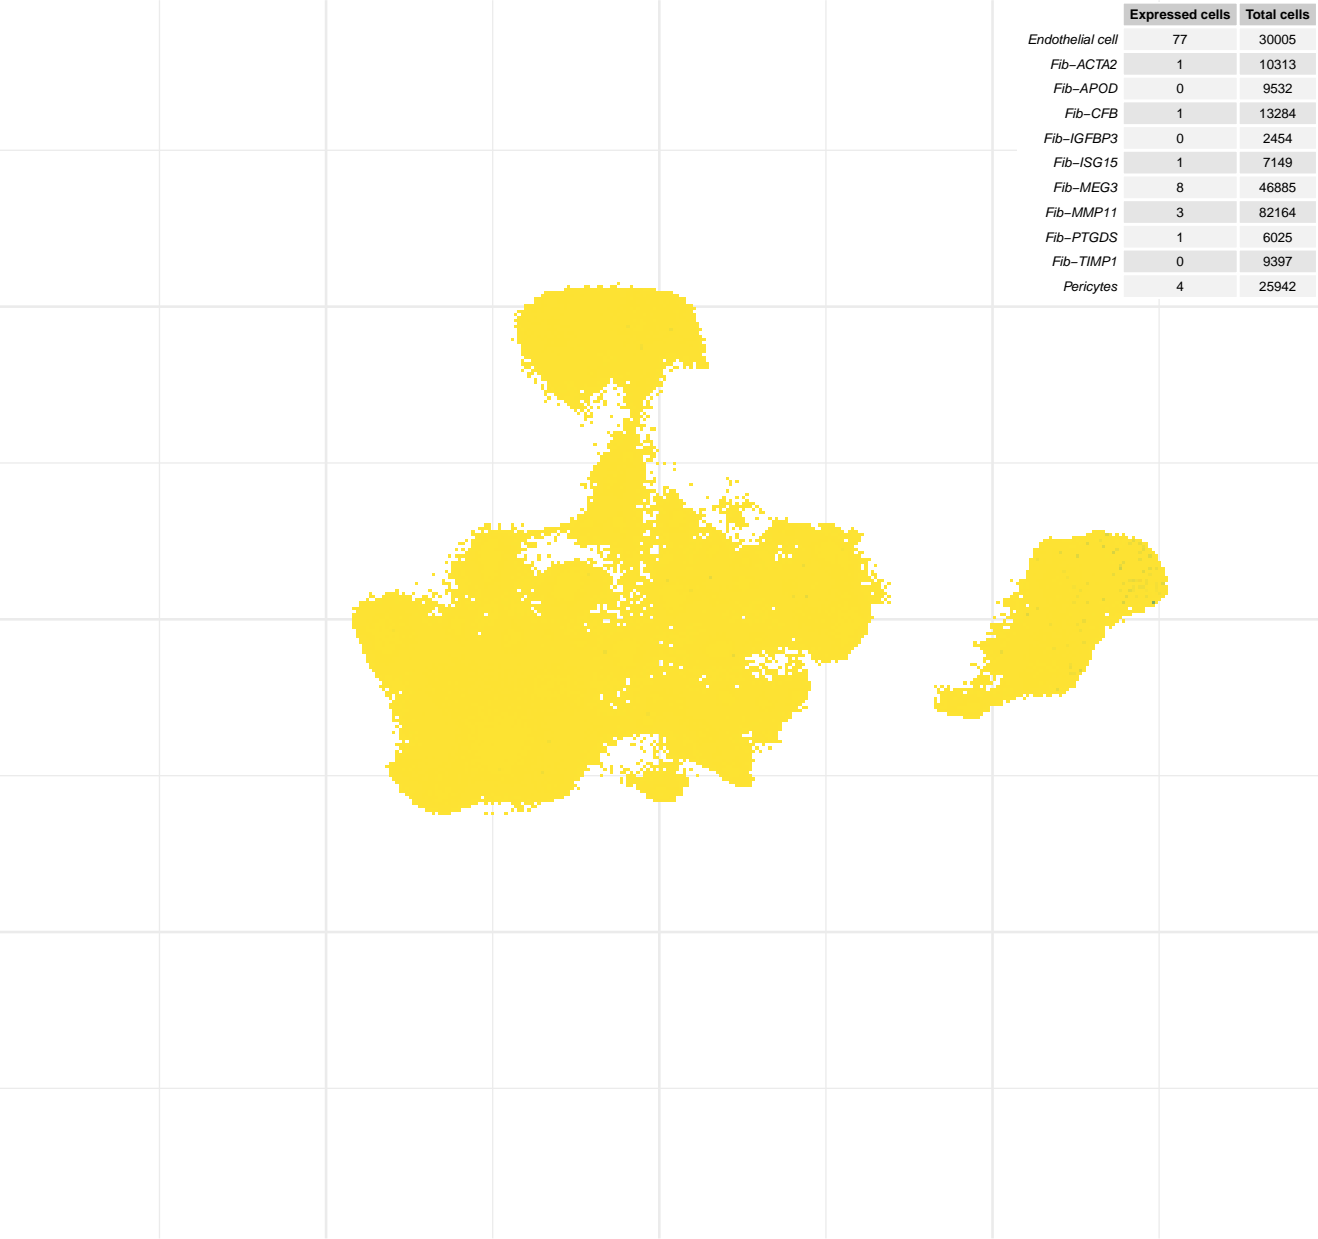 Expressed cells Total cells
Endothelial cell 77 30005
Fib−ACTA2 1 10313
Fib−APOD 0 9532
Fib−CFB 1 13284
Fib−IGFBP3 0 2454
Fib−ISG15 1 7149
Fib−MEG3 8 46885
Fib−MMP11 3 82164
Fib−PTGDS 1 6025
Fib−TIMP1 0 9397
Pericytes 4 25942